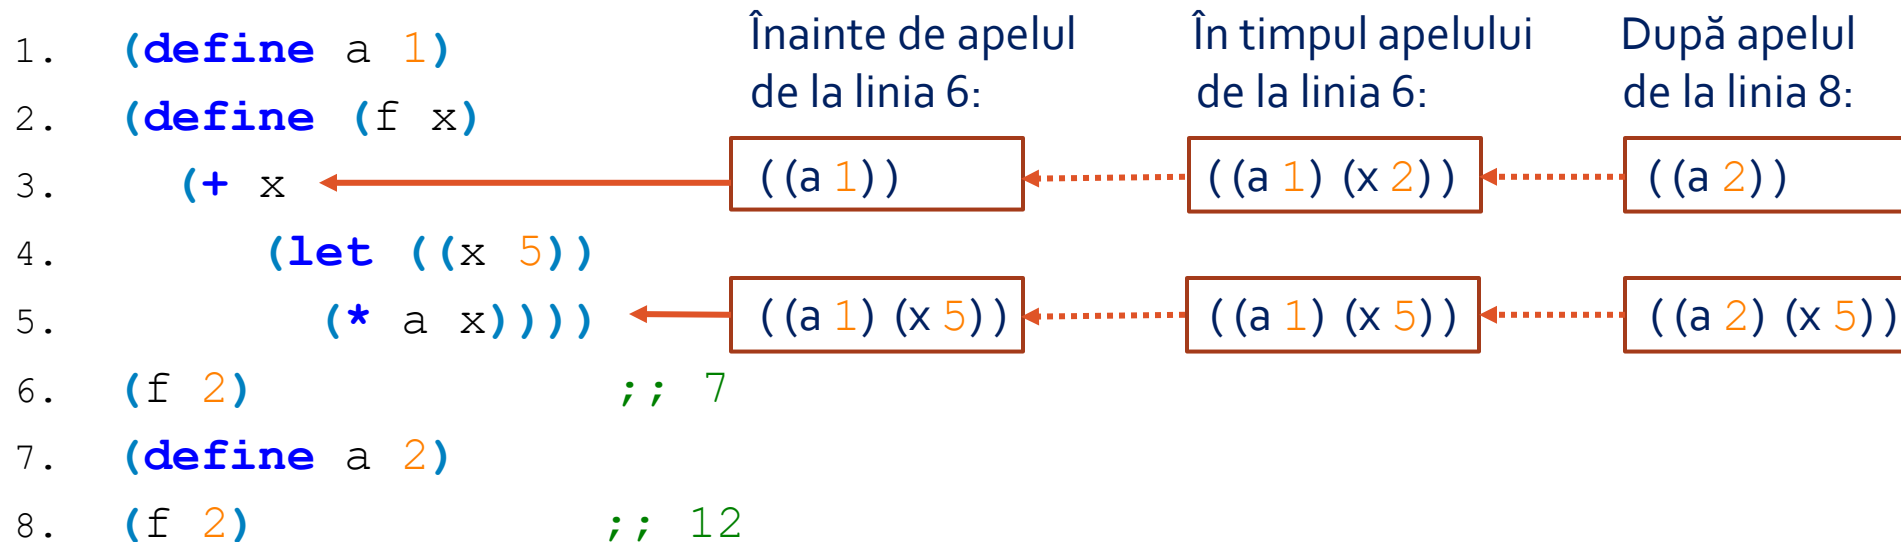 1. (define a 1)
2. (define (f x)
3. (+ x
4. (let ((x 5))
5. (* a x))))
6. (f 2) ;; 7
7. (define a 2)
8. (f 2) ;; 12
Înainte de apelul
de la linia 6:
((a 1))
((a 1) (x 5))
În timpul apelului
de la linia 6:
((a 1) (x 2))
((a 1) (x 5))
După apelul
de la linia 8:
((a 2))
((a 2) (x 5))